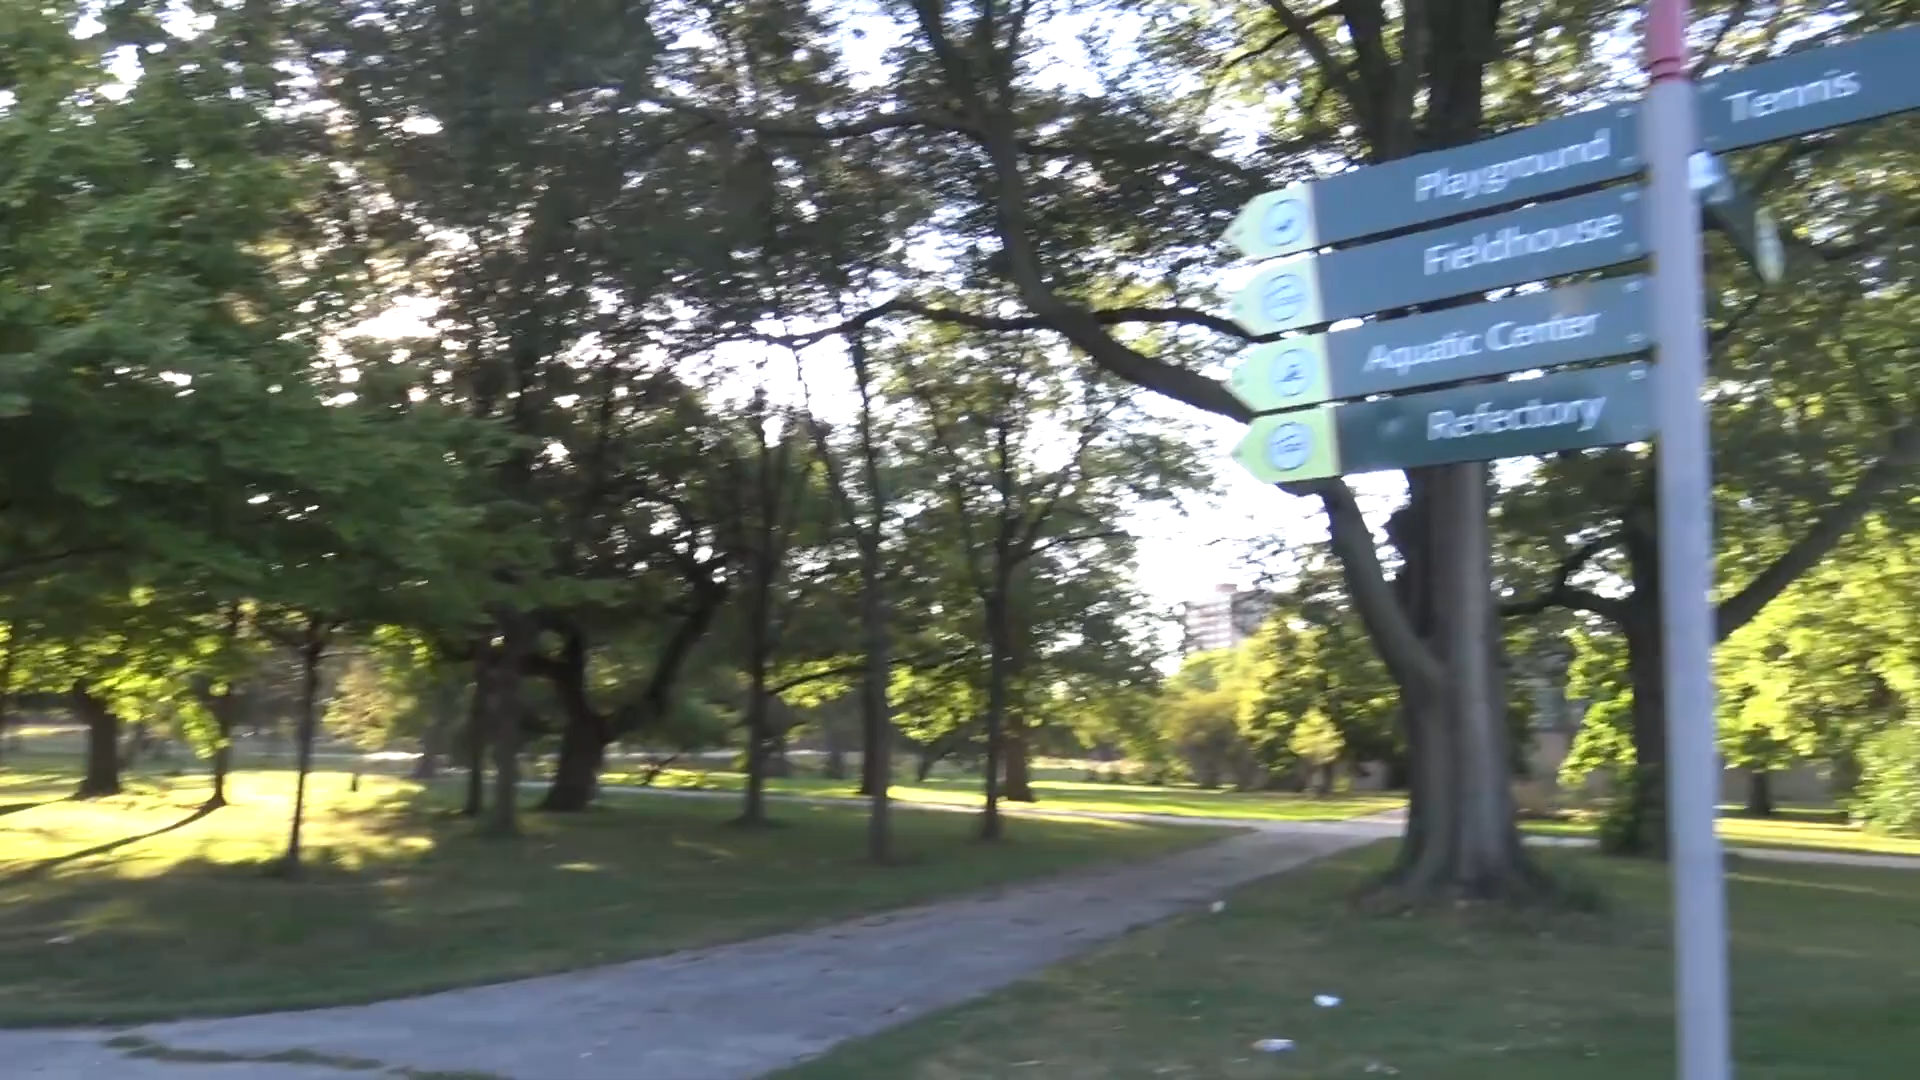 Tennis
Playground
Fieldhouse
Aquatic Center
Refectory